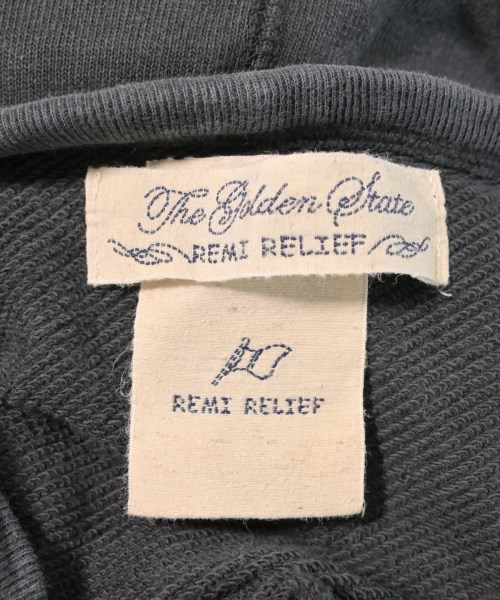 The Golden State
REMI RELIEF
REMI RELIEF